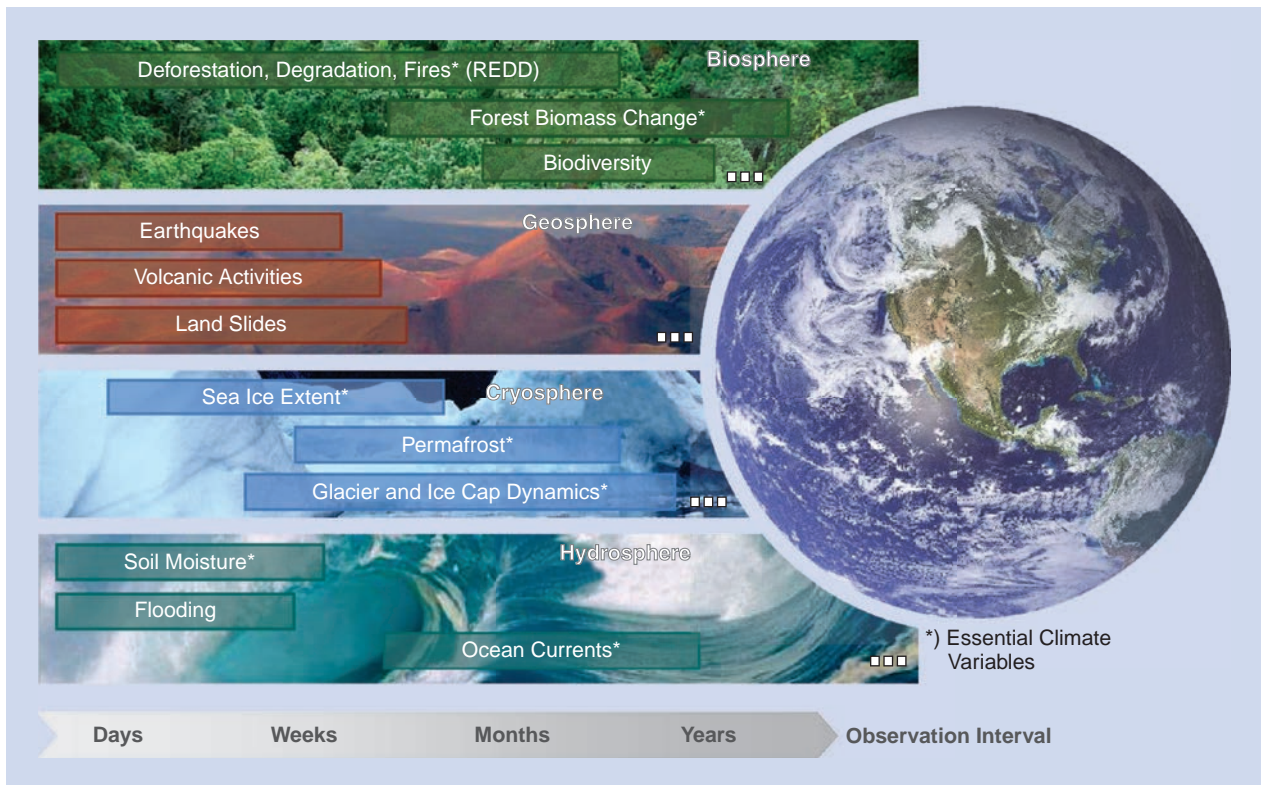 Biosphere
Deforestation, Degradation, Fires* (REDD)
Forest Biomass Change*
Biodiversity
Geosphere
Earthquakes
Volcanic Activities
Land Slides
Cryosphere
Sea Ice Extent*
Permafrost*
Glacier and Ice Cap Dynamics*
Hydrosphere
Soil Moisture*
Flooding
Ocean Currents*
*) Essential Climate
Variables
Days Weeks Months Years Observation Interval